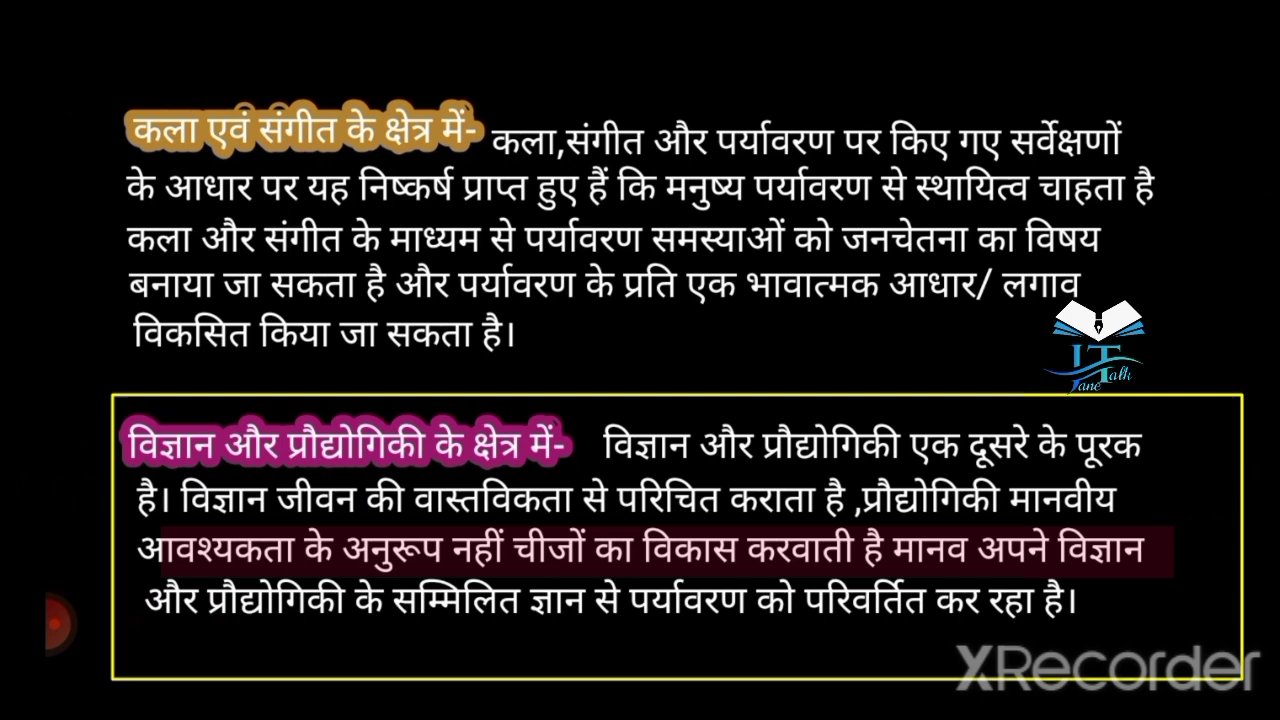 कला एवं संगीत के क्षेत्र में- कला,संगीत और पर्यावरण पर किए गए सर्वेक्षणों
के आधार पर यह निष्कर्ष प्राप्त हुए हैं कि मनुष्य पर्यावरण से स्थायित्व चाहता है
कला और संगीत के माध्यम से पर्यावरण समस्याओं को जनचेतना का विषय
बनाया जा सकता है और पर्यावरण के प्रति एक भावात्मक आधार/ लगाव
विकसित किया जा सकता है।
IT
Jane Talk
विज्ञान और प्रौद्योगिकी के क्षेत्र में- विज्ञान और प्रौद्योगिकी एक दूसरे के पूरक
है। विज्ञान जीवन की वास्तविकता से परिचित कराता है ,प्रौद्योगिकी मानवीय
आवश्यकता के अनुरूप नहीं चीजों का विकास करवाती है मानव अपने विज्ञान
और प्रौद्योगिकी के सम्मिलित ज्ञान से पर्यावरण को परिवर्तित कर रहा है।
XRecorder